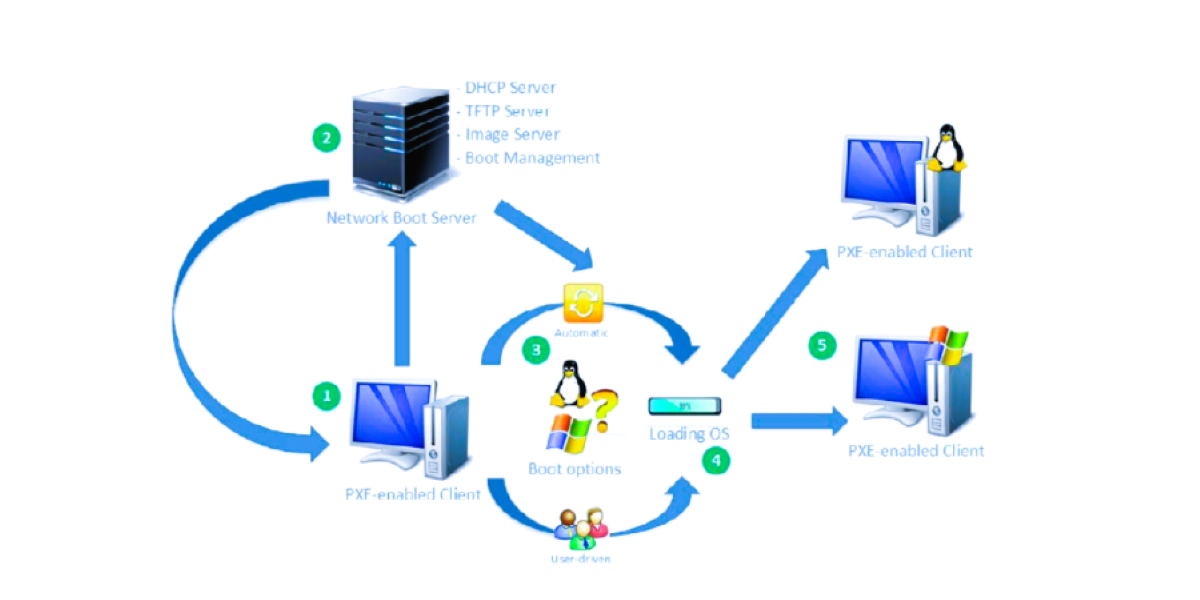 - DHCP Server
- TFTP Server
2
- Image Server
- Boot Management
Network Boot Server
PXE-enabled Client
Automatic
3
5
1
Loading OS
PXE-enabled Client
4
Boot options
PXE-enabled Client
User-driven